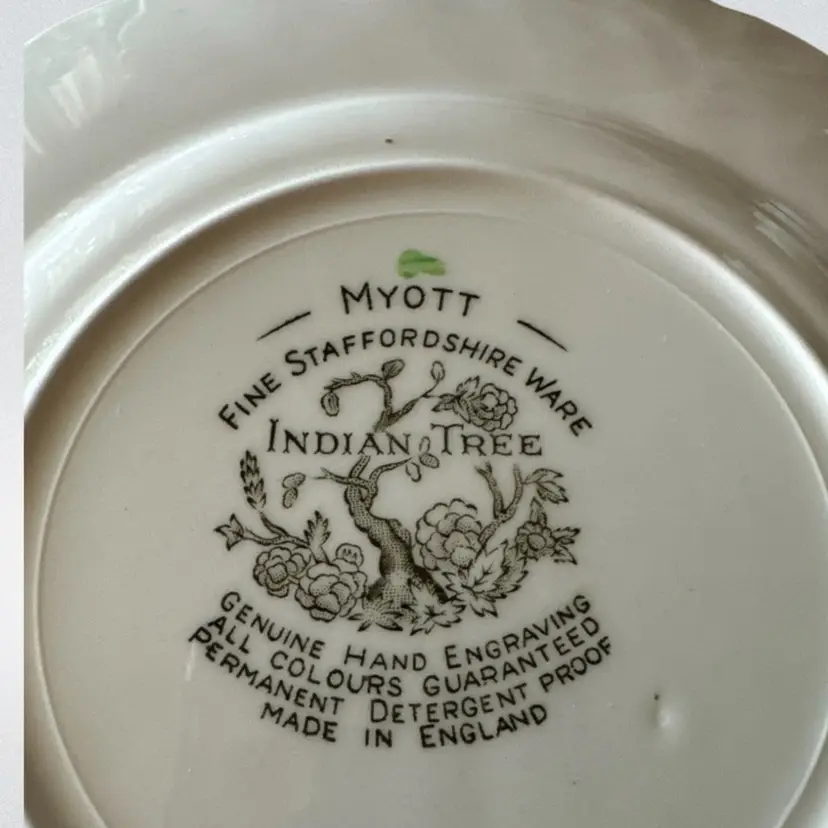 MYOTT
FINE STAFFORDSHIRE WARE
INDIAN TREE
GENUINE HAND ENGRAVING
ALL COLOURS GUARANTEED
PERMANENT DETERGENT PROOF
MADE IN ENGLAND